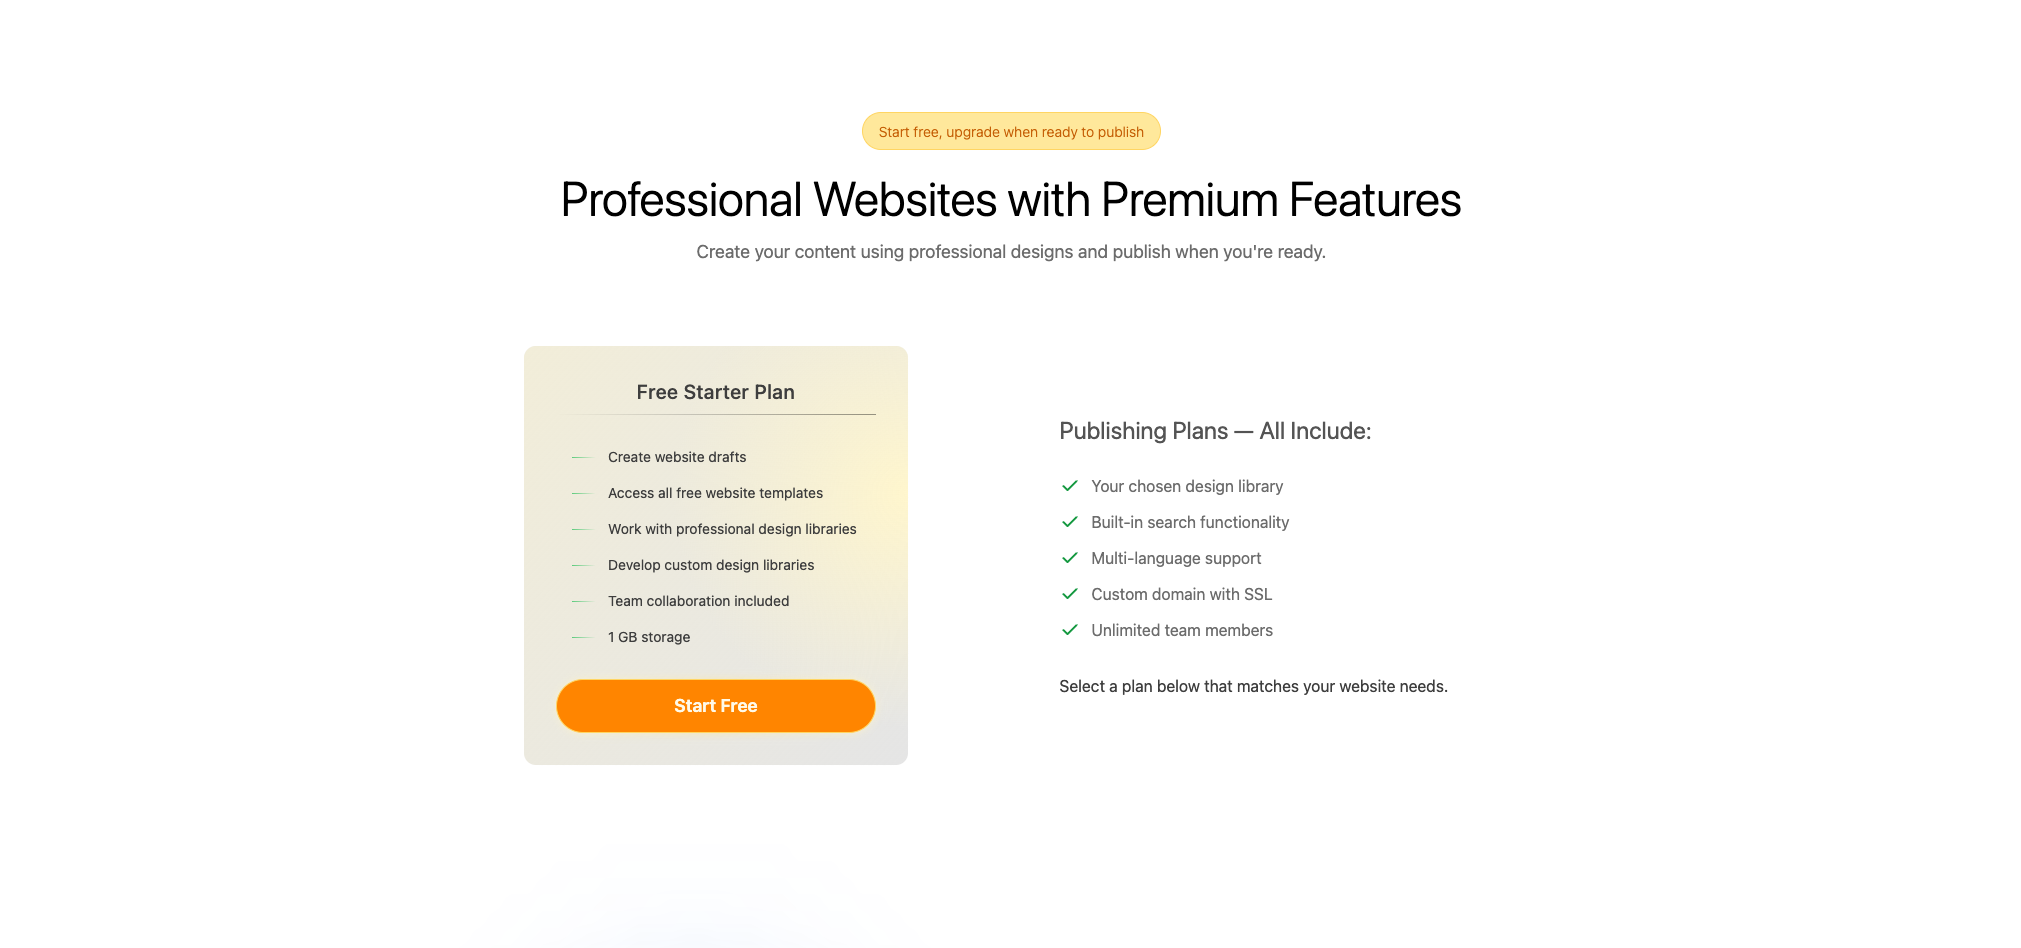 Start free, upgrade when ready to publish
Professional Websites with Premium Features
Create your content using professional designs and publish when you're ready.
Free Starter Plan
Create website drafts
Access all free website templates
Work with professional design libraries
Develop custom design libraries
Team collaboration included
1 GB storage
Start Free
Publishing Plans — All Include:
Your chosen design library
Built-in search functionality
Multi-language support
Custom domain with SSL
Unlimited team members
Select a plan below that matches your website needs.